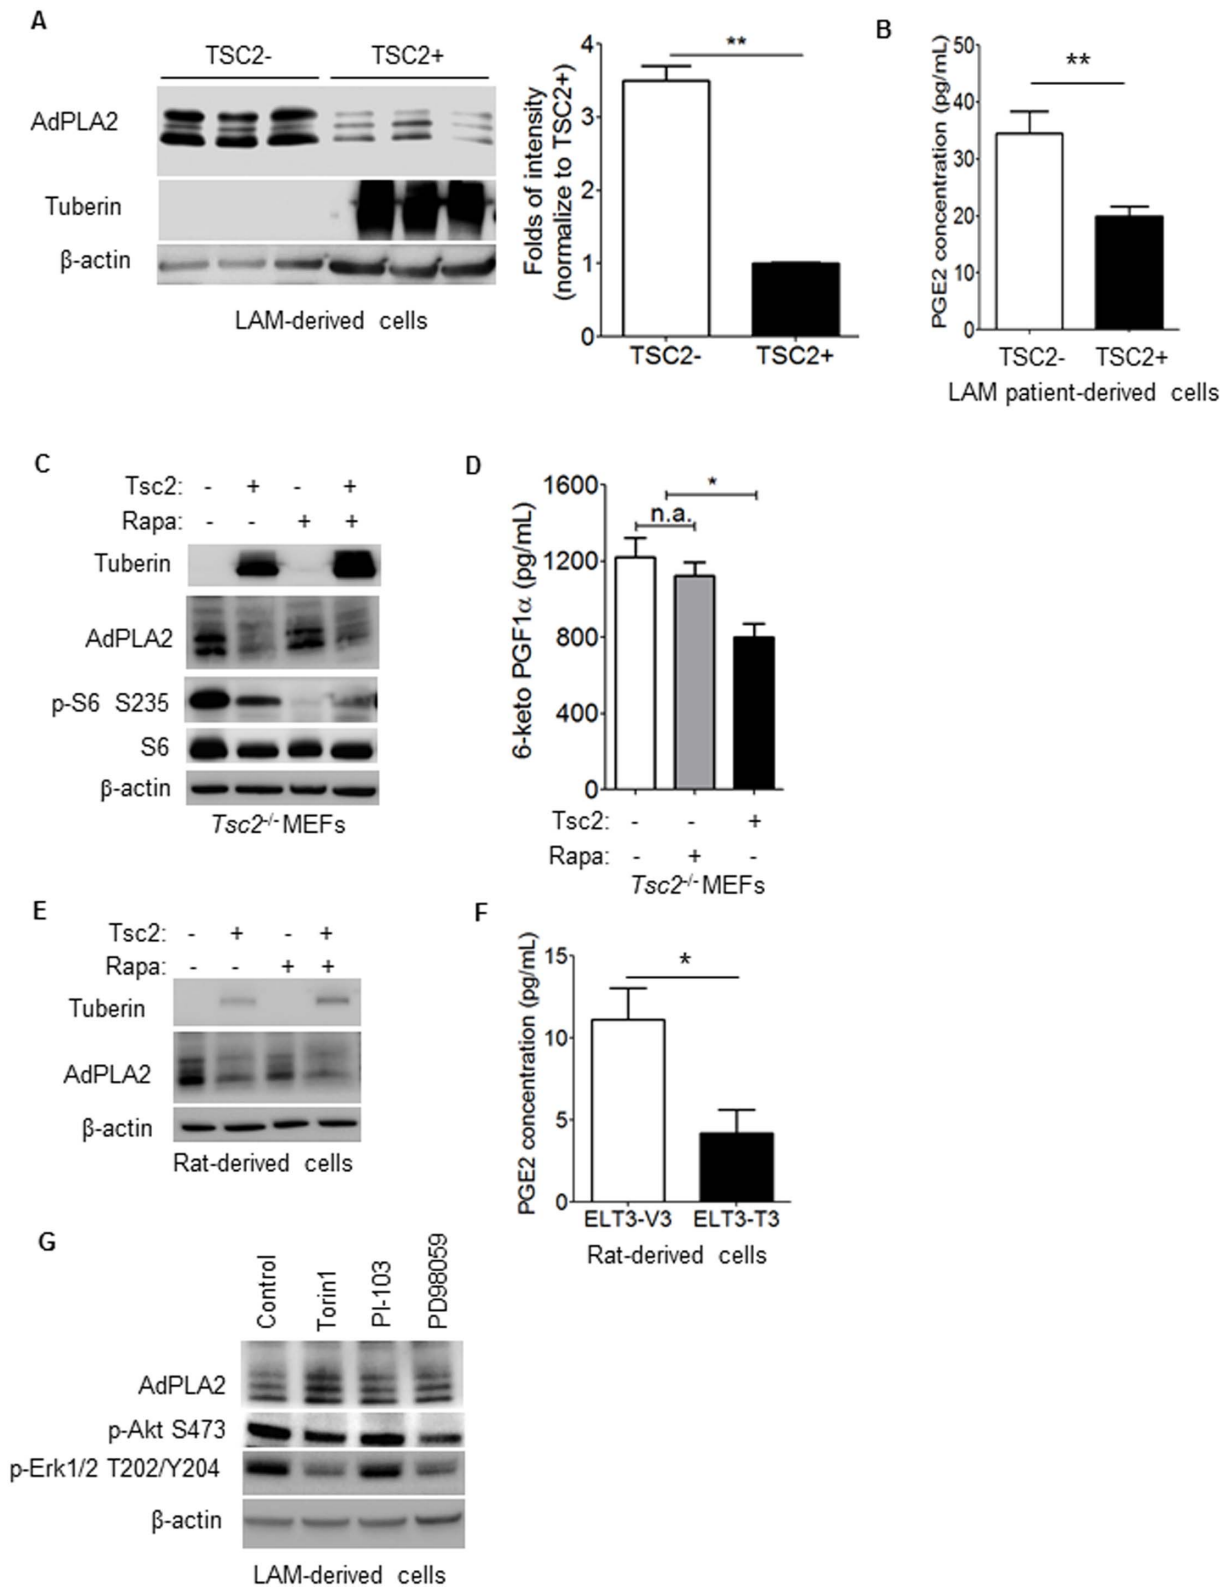 A
TSC2- TSC2+
AdPLA2
Tuberin
β-actin
LAM-derived cells
Folds of intensity
(normalize to TSC2+)
4
3
2
1
0
**
TSC2- TSC2+
B
PGE2 concentration (pg/mL)
50
40
30
20
10
0
**
TSC2- TSC2+
LAM patient-derived cells
C
Tsc2: - + - +
Rapa: - - + +
Tuberin
AdPLA2
p-S6 S235
S6
β-actin
Tsc2-/- MEFs
D
6-keto PGF1α (pg/mL)
1600
1200
800
400
0
*
n.a.
Tsc2: - - +
Rapa: - + -
Tsc2-/- MEFs
E
Tsc2: - + - +
Rapa: - - + +
Tuberin
AdPLA2
β-actin
Rat-derived cells
F
PGE2 concentration (pg/mL)
15
10
5
0
*
ELT3-V3 ELT3-T3
Rat-derived cells
G
Control Torin1 PI-103 PD98059
AdPLA2
p-Akt S473
p-Erk1/2 T202/Y204
β-actin
LAM-derived cells